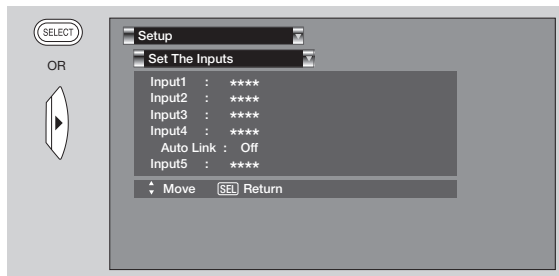 SELECT
OR
Setup
Set The Inputs
Input1 : ****
Input2 : ****
Input3 : ****
Input4 : ****
Auto Link : Off
Input5 : ****
Move SEL Return